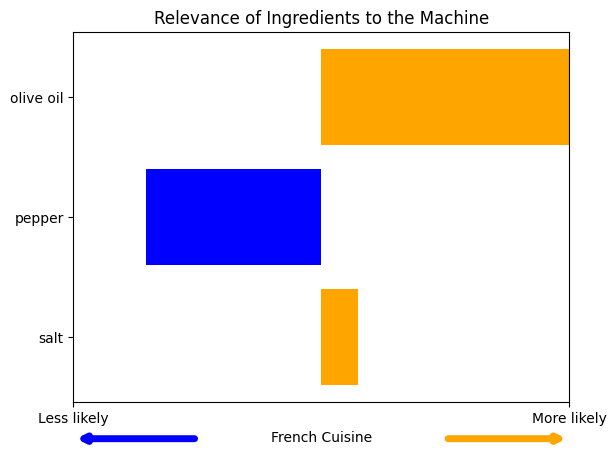 Relevance of Ingredients to the Machine
olive oil
pepper
salt
Less likely
More likely
French Cuisine